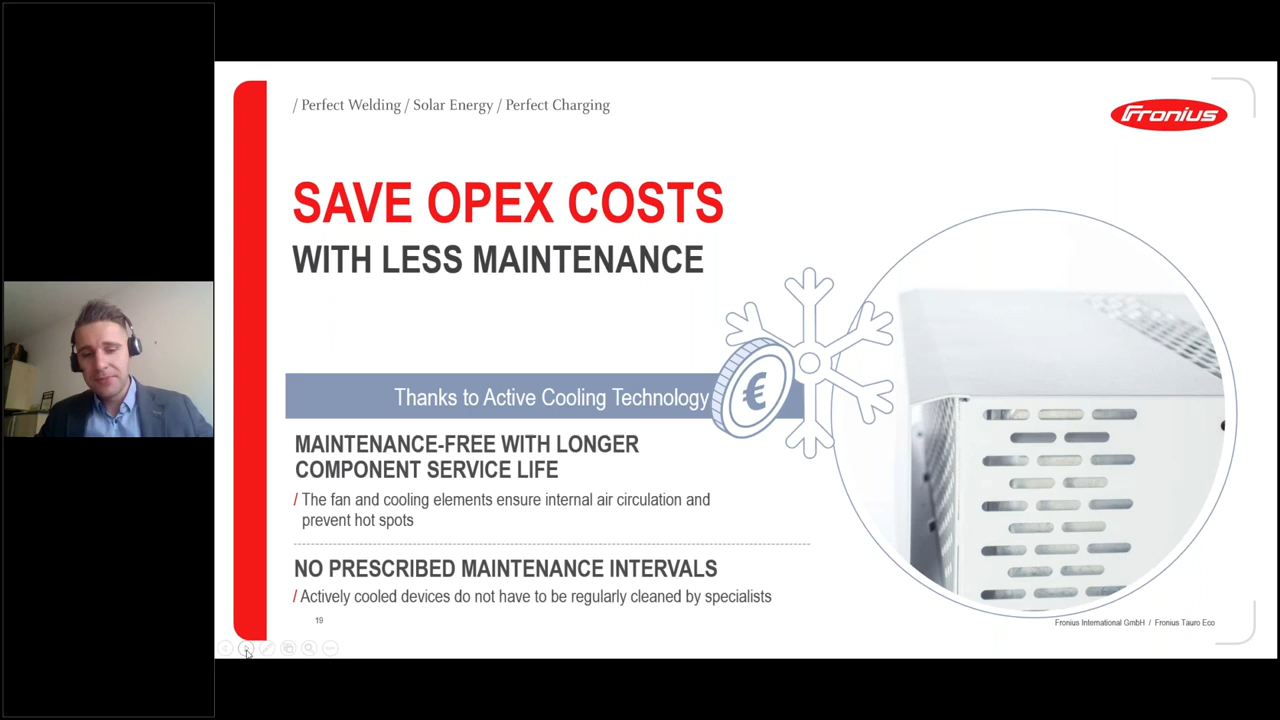 / Perfect Welding / Solar Energy / Perfect Charging
Fronius
SAVE OPEX COSTS
WITH LESS MAINTENANCE
Thanks to Active Cooling Technology
€
MAINTENANCE-FREE WITH LONGER
COMPONENT SERVICE LIFE
/ The fan and cooling elements ensure internal air circulation and
prevent hot spots
NO PRESCRIBED MAINTENANCE INTERVALS
/ Actively cooled devices do not have to be regularly cleaned by specialists
19
Fronius International GmbH / Fronius Tauro Eco